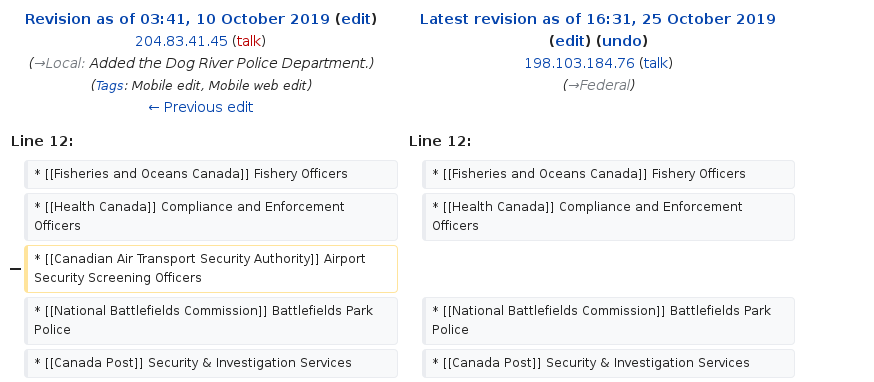 Revision as of 03:41, 10 October 2019 (edit)
204.83.41.45 (talk)
(→Local: Added the Dog River Police Department.)
(Tags: Mobile edit, Mobile web edit)
← Previous edit
Latest revision as of 16:31, 25 October 2019
(edit) (undo)
198.103.184.76 (talk)
(→Federal)
Line 12:
Line 12:
* [[Fisheries and Oceans Canada]] Fishery Officers
* [[Fisheries and Oceans Canada]] Fishery Officers
* [[Health Canada]] Compliance and Enforcement
Officers
* [[Health Canada]] Compliance and Enforcement
Officers
− * [[Canadian Air Transport Security Authority]] Airport
Security Screening Officers
* [[National Battlefields Commission]] Battlefields Park
Police
* [[National Battlefields Commission]] Battlefields Park
Police
* [[Canada Post]] Security & Investigation Services
* [[Canada Post]] Security & Investigation Services